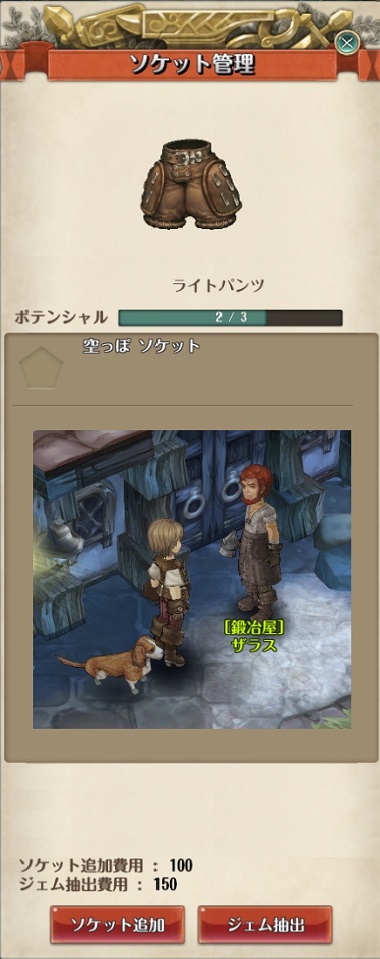 ソケット管理
ライトパンツ
ポテンシャル 2 / 3
空っぽ ソケット
[鍛冶屋]
ザラス
ソケット追加費用 : 100
ジェム抽出費用 : 150
ソケット追加 ジェム抽出